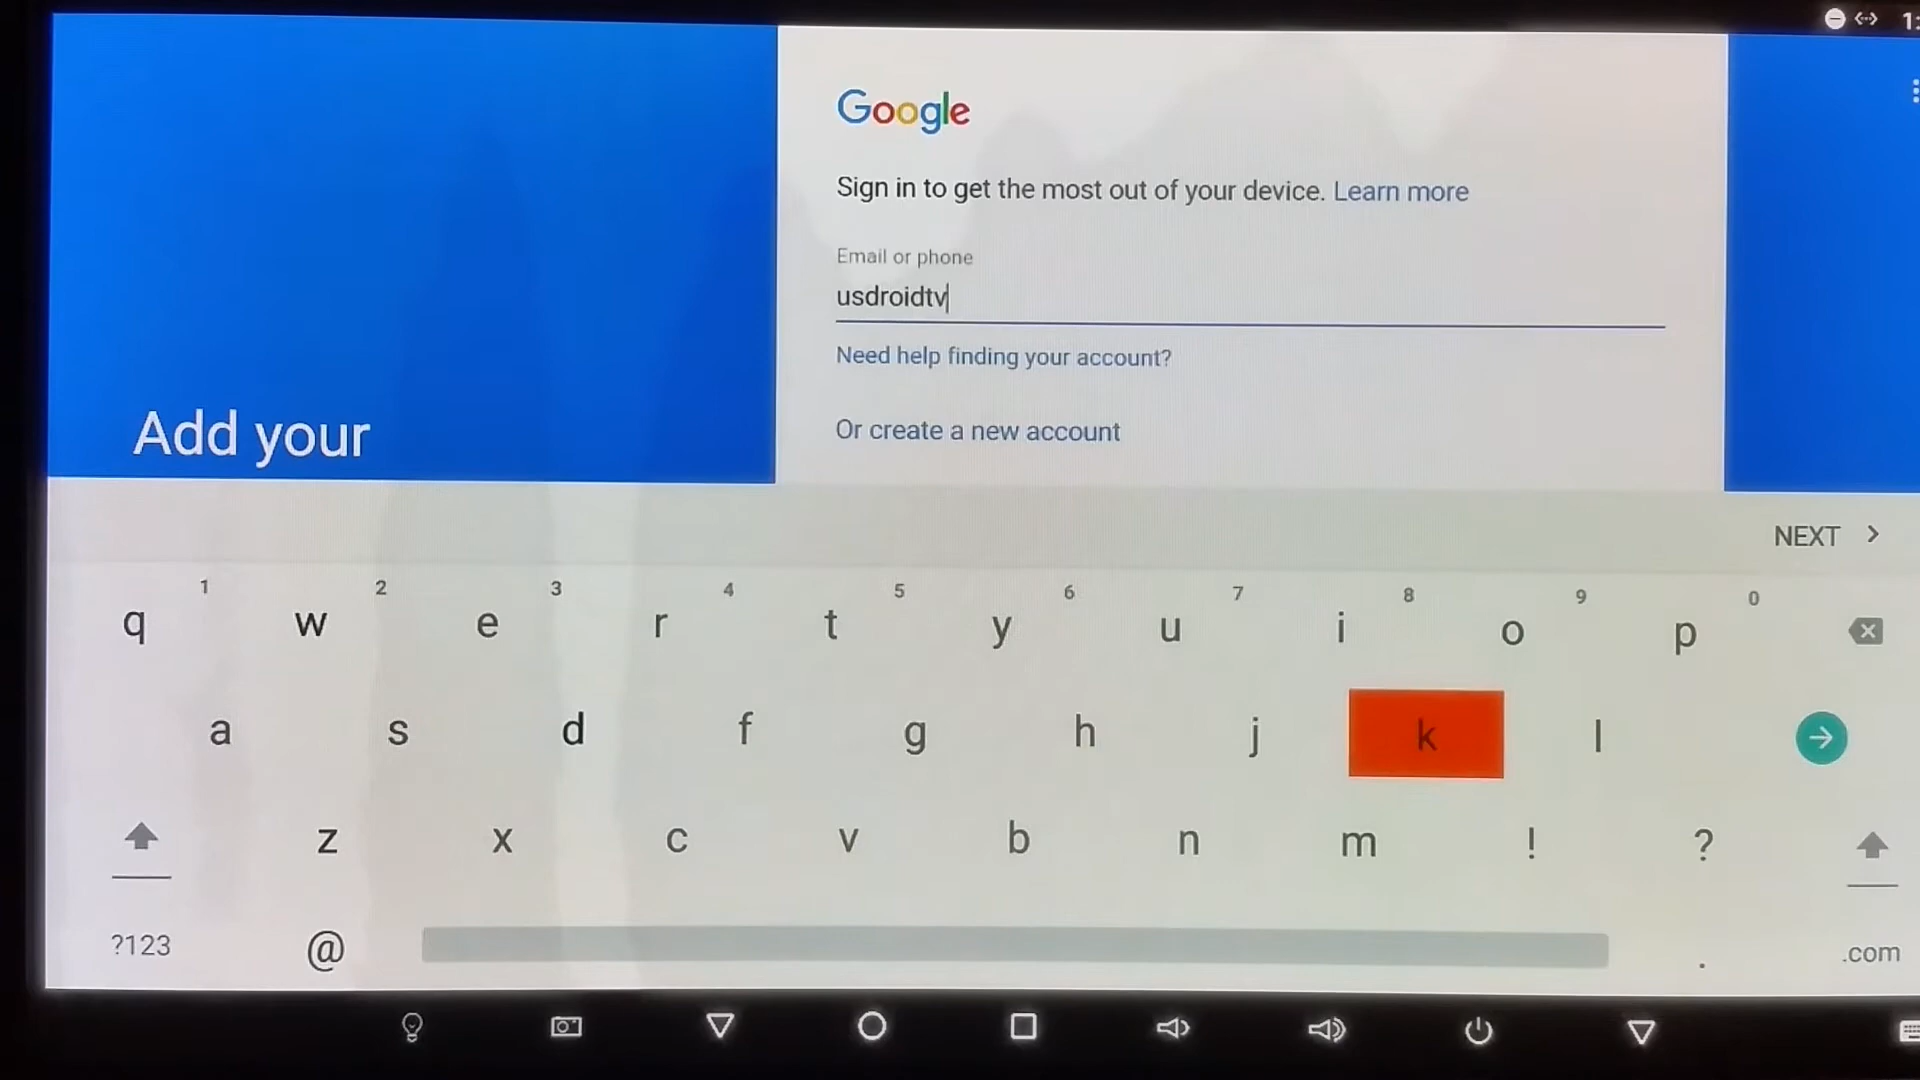 1:
Google
Sign in to get the most out of your device. Learn more
Email or phone
usdroidtv
Need help finding your account?
Or create a new account
Add your
NEXT
1 2 3 4 5 6 7 8 9 0
q w e r t y u i o p
a s d f g h j k l
z x c v b n m ! ?
?123 @ . .com